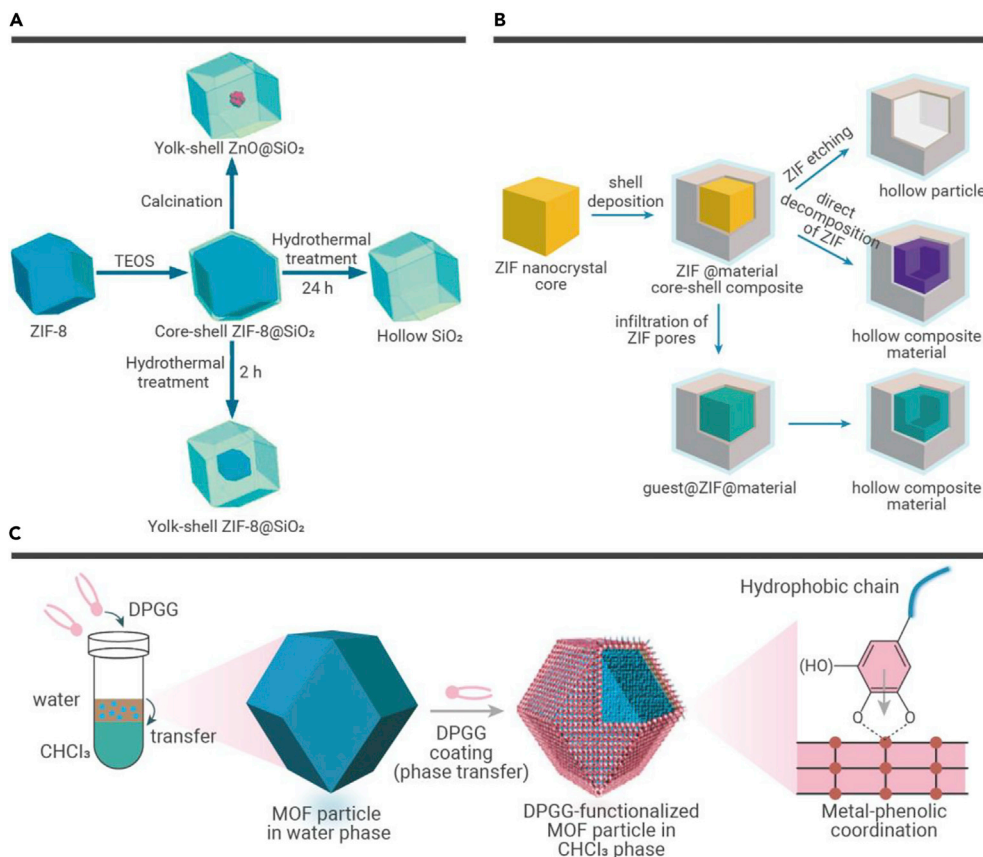 A
Yolk-shell ZnO@SiO₂
Calcination
TEOS
Hydrothermal
treatment
24 h
ZIF-8
Core-shell ZIF-8@SiO₂
Hollow SiO₂
Hydrothermal
treatment
2 h
Yolk-shell ZIF-8@SiO₂
B
shell
deposition
ZIF nanocrystal
core
ZIF @material
core-shell composite
ZIF etching
hollow particle
direct
decomposition
of ZIF
hollow composite
material
infiltration of
ZIF pores
guest@ZIF@material
hollow composite
material
C
DPGG
water
transfer
CHCl₃
MOF particle
in water phase
DPGG
coating
(phase transfer)
DPGG-functionalized
MOF particle in
CHCl₃ phase
Hydrophobic chain
(HO)
O
O
Metal-phenolic
coordination